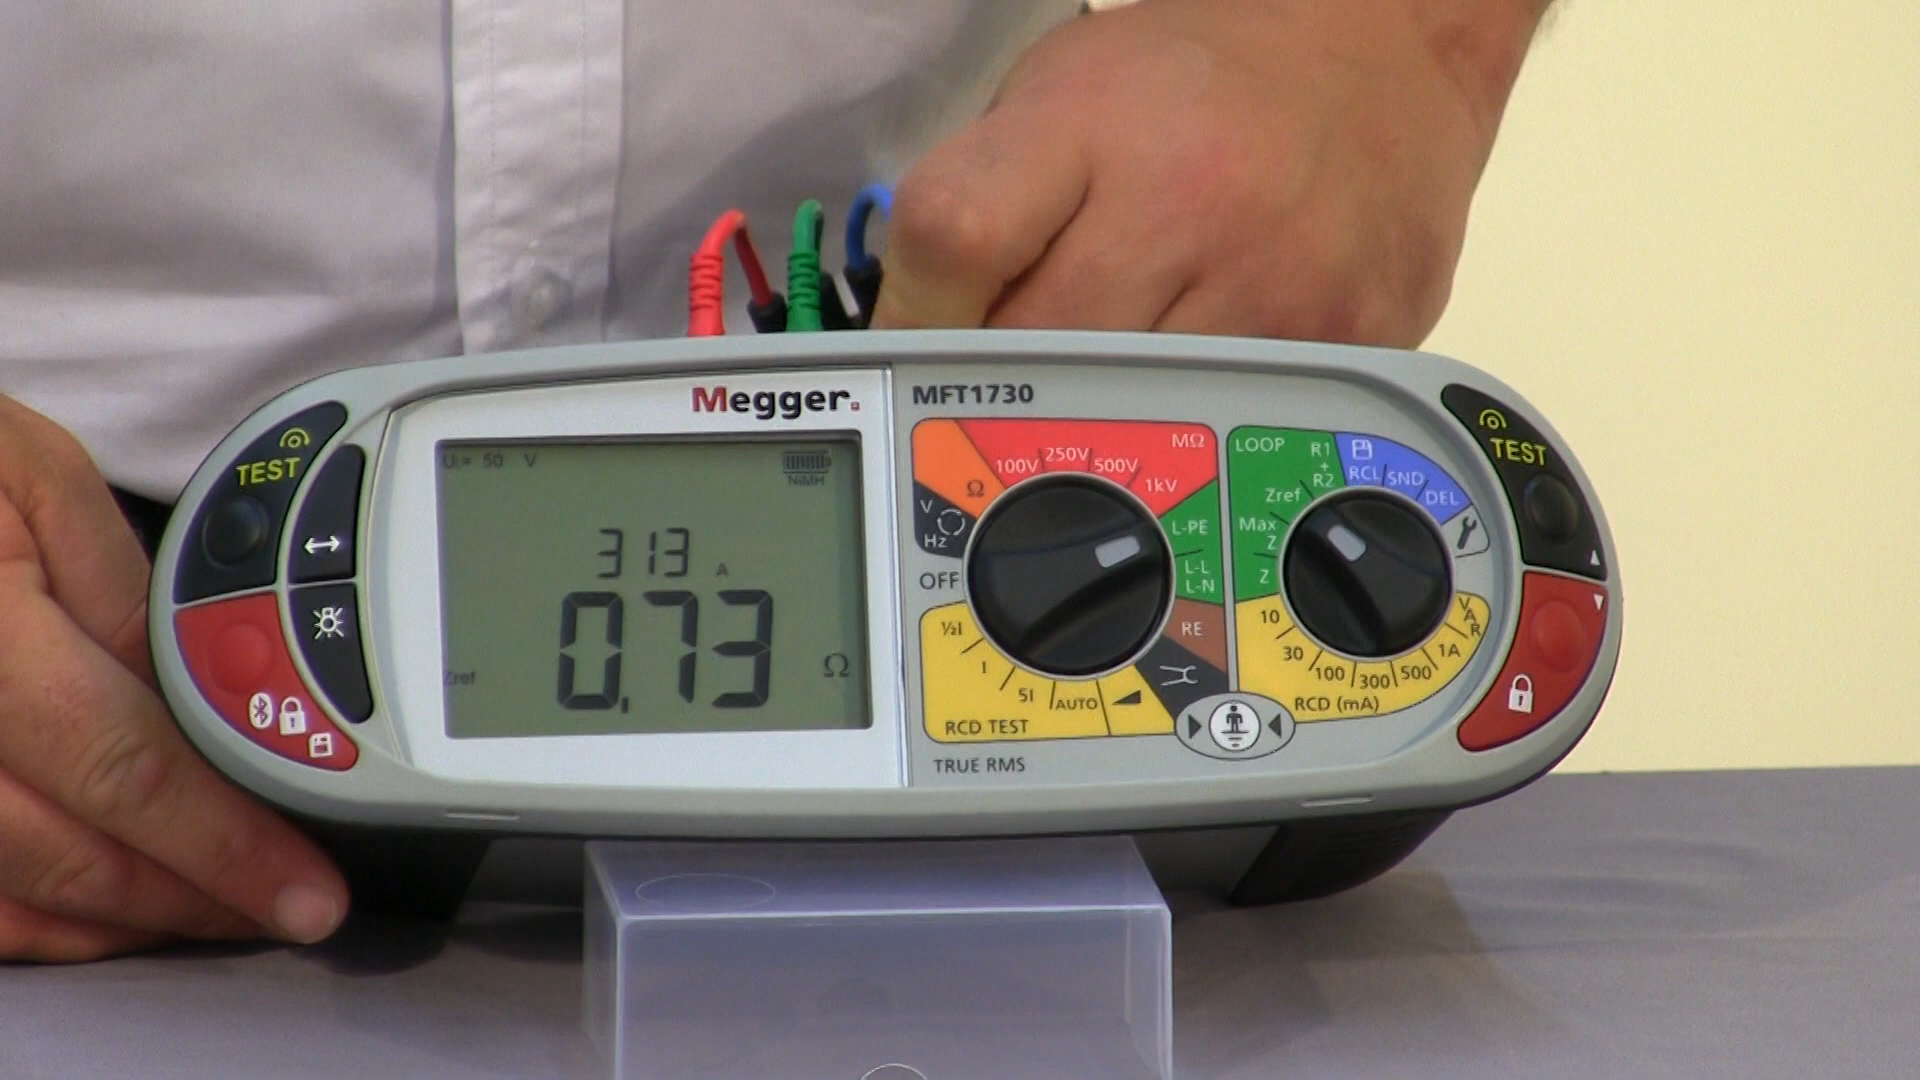 Megger.
MFT1730
TEST
UL= 50 V
NiMH
313 A
0.73 Ω
Zref
MΩ
100V
250V
500V
1kV
Ω
V
Hz
OFF
L-PE
L-L
L-N
RE
½I
I
5I
AUTO
RCD TEST
TRUE RMS
LOOP
R1
+
R2
Zref
Max
Z
Z
RCL
SND
DEL
10
30
100
300
500
1A
VAR
RCD (mA)
TEST